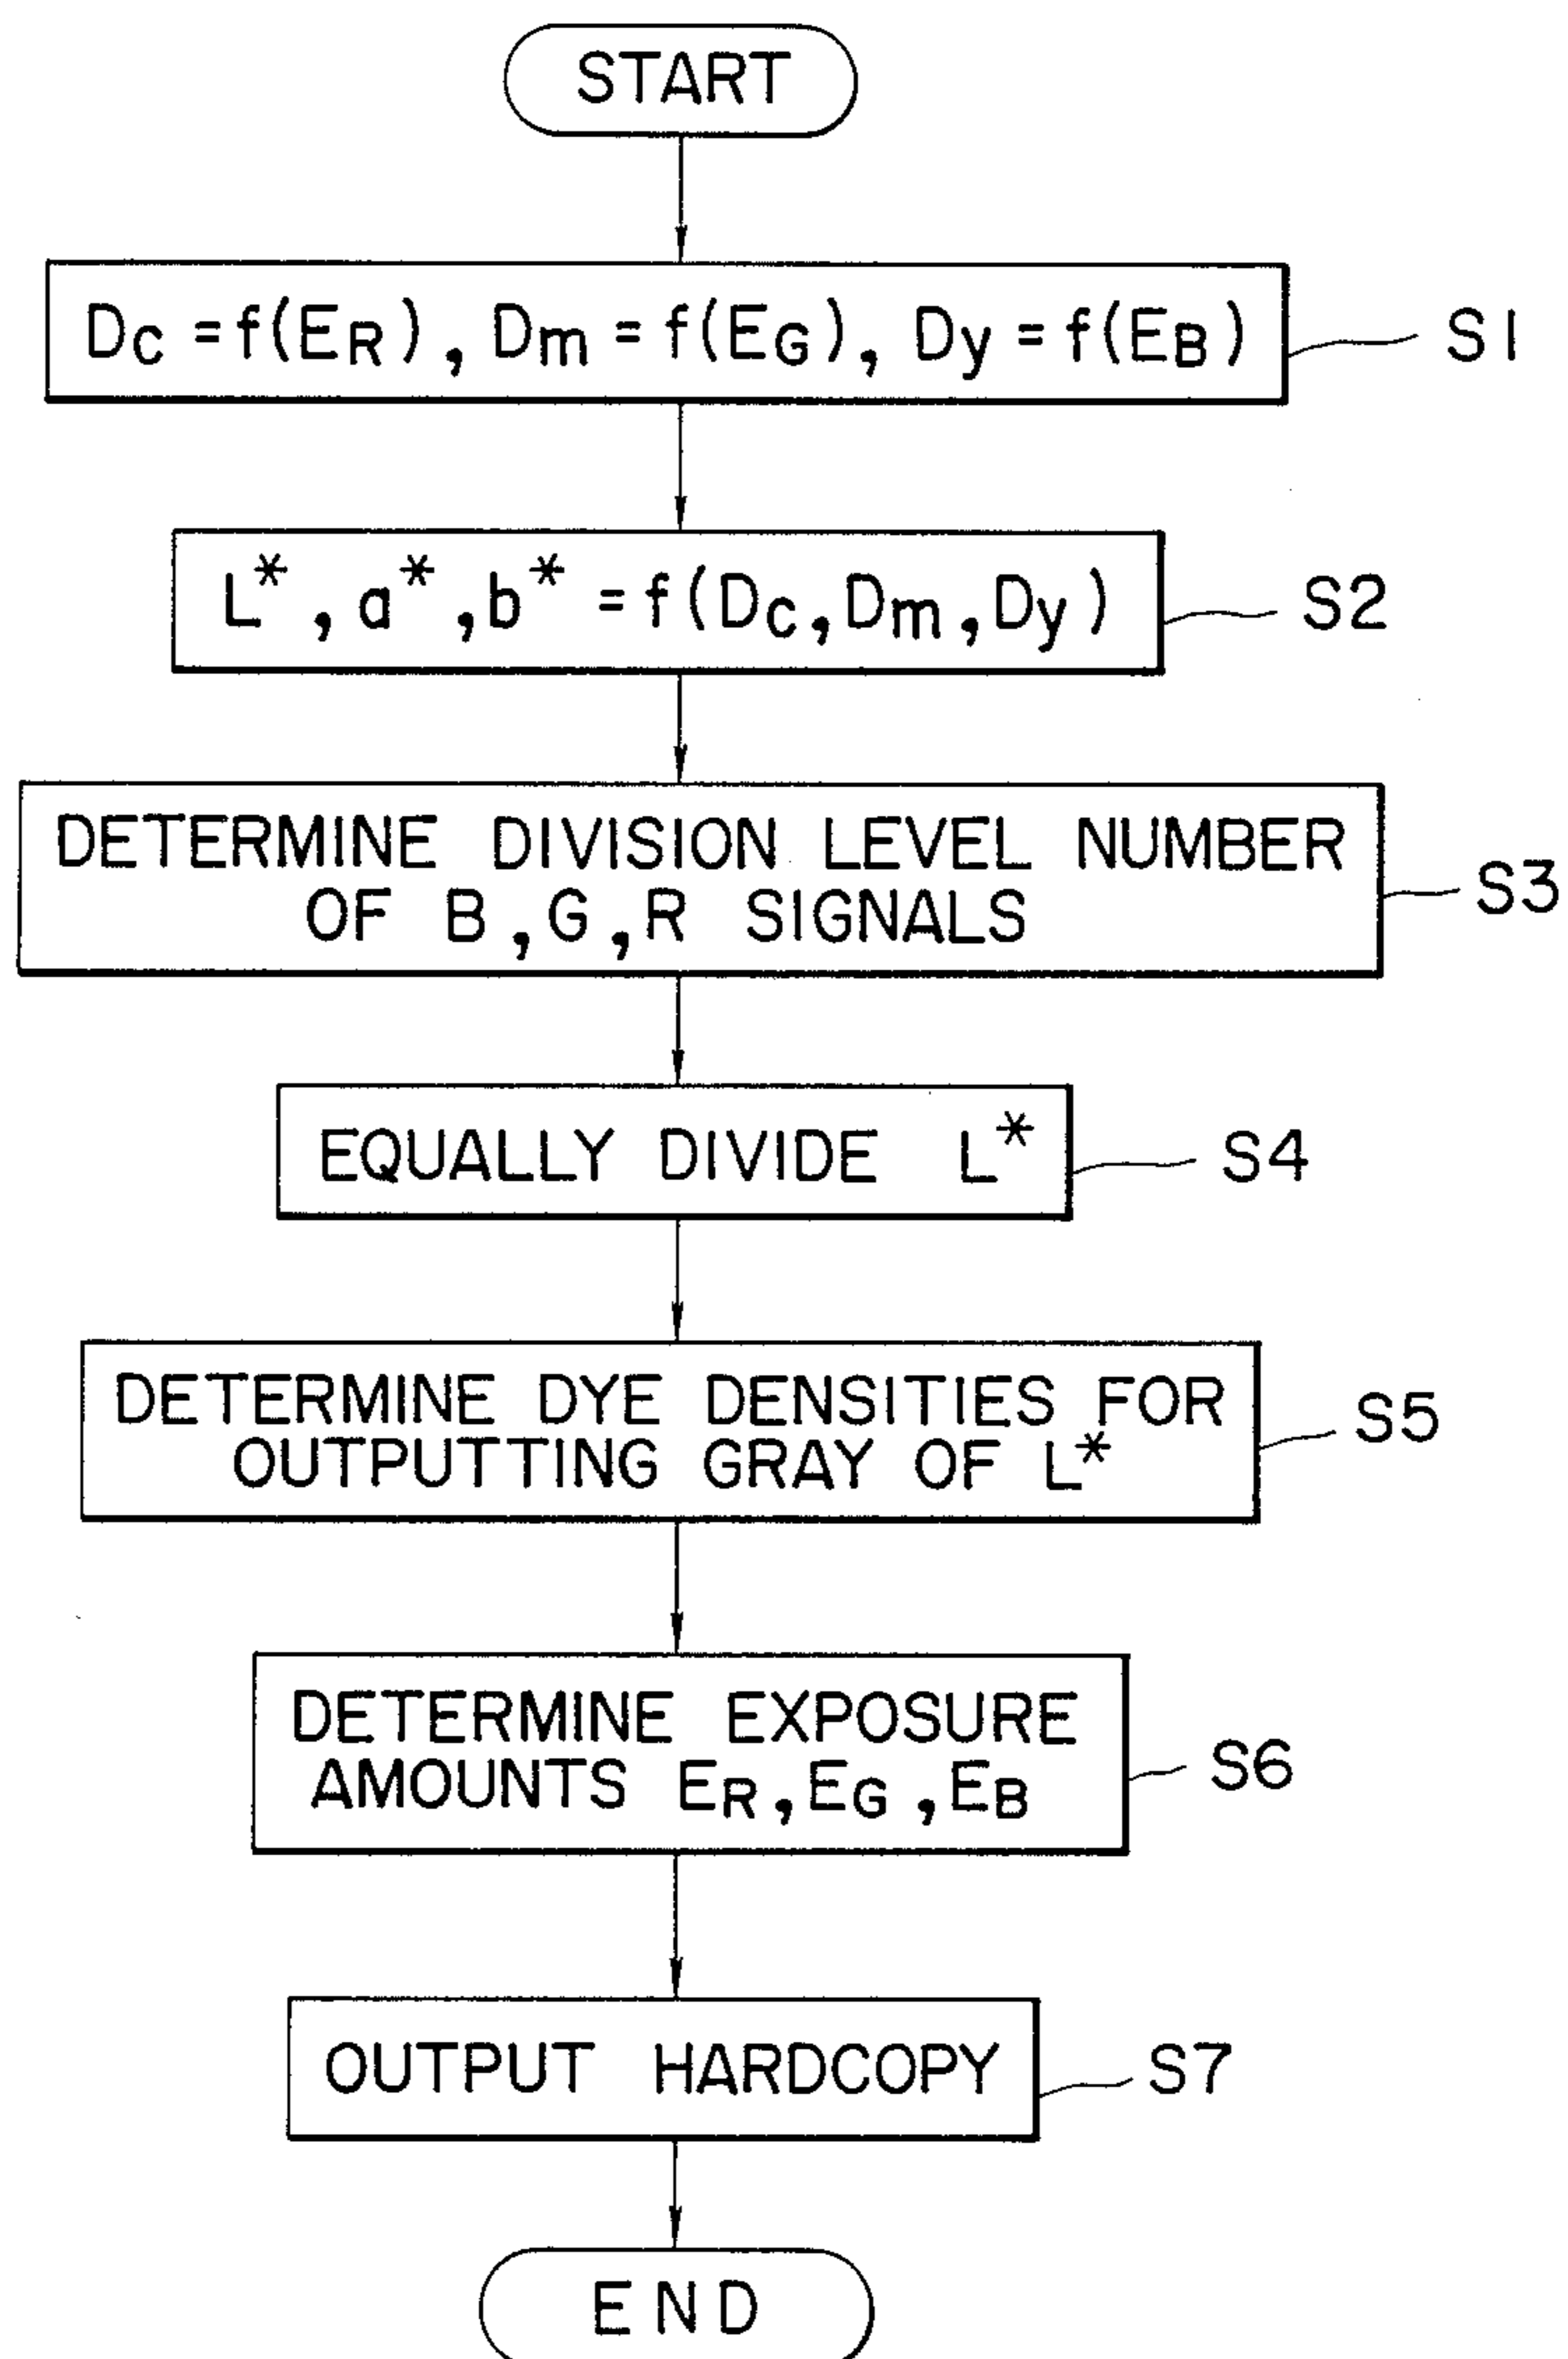 START
Dc = f(ER), Dm = f(EG), Dy = f(EB)
S1
L*, a*, b* = f(Dc, Dm, Dy)
S2
DETERMINE DIVISION LEVEL NUMBER
OF B, G, R SIGNALS
S3
EQUALLY DIVIDE L*
S4
DETERMINE DYE DENSITIES FOR
OUTPUTTING GRAY OF L*
S5
DETERMINE EXPOSURE
AMOUNTS ER, EG, EB
S6
OUTPUT HARDCOPY
S7
END